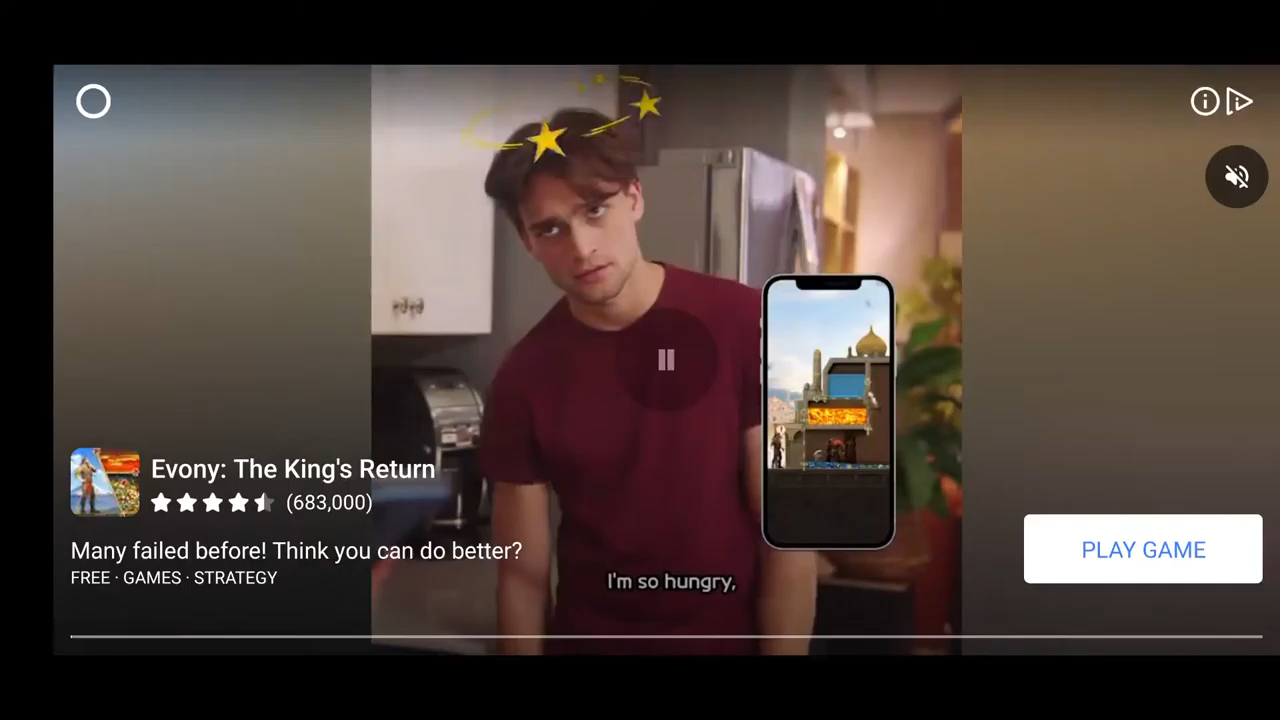 Evony: The King's Return
(683,000)
Many failed before! Think you can do better?
FREE · GAMES · STRATEGY
I'm so hungry,
PLAY GAME